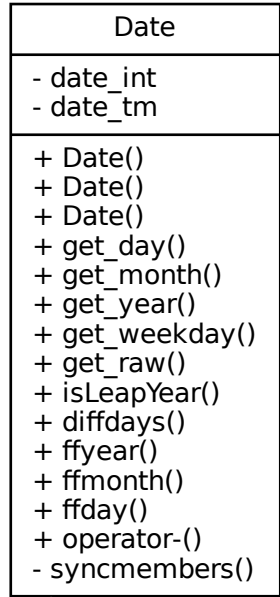 Date
- date_int
- date_tm
+ Date()
+ Date()
+ Date()
+ get_day()
+ get_month()
+ get_year()
+ get_weekday()
+ get_raw()
+ isLeapYear()
+ diffdays()
+ ffyear()
+ ffmonth()
+ ffday()
+ operator-()
- syncmembers()